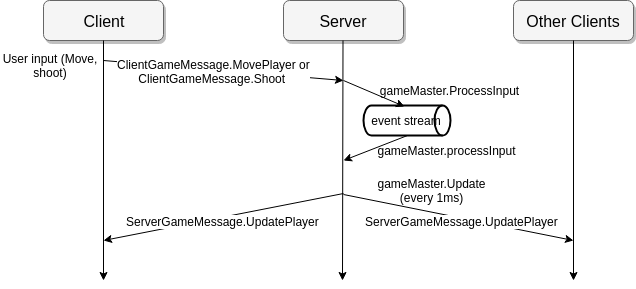 Client
Server
Other Clients
User input (Move,
shoot)
ClientGameMessage.MovePlayer or
ClientGameMessage.Shoot
gameMaster.ProcessInput
event stream
gameMaster.processInput
gameMaster.Update
(every 1ms)
ServerGameMessage.UpdatePlayer
ServerGameMessage.UpdatePlayer